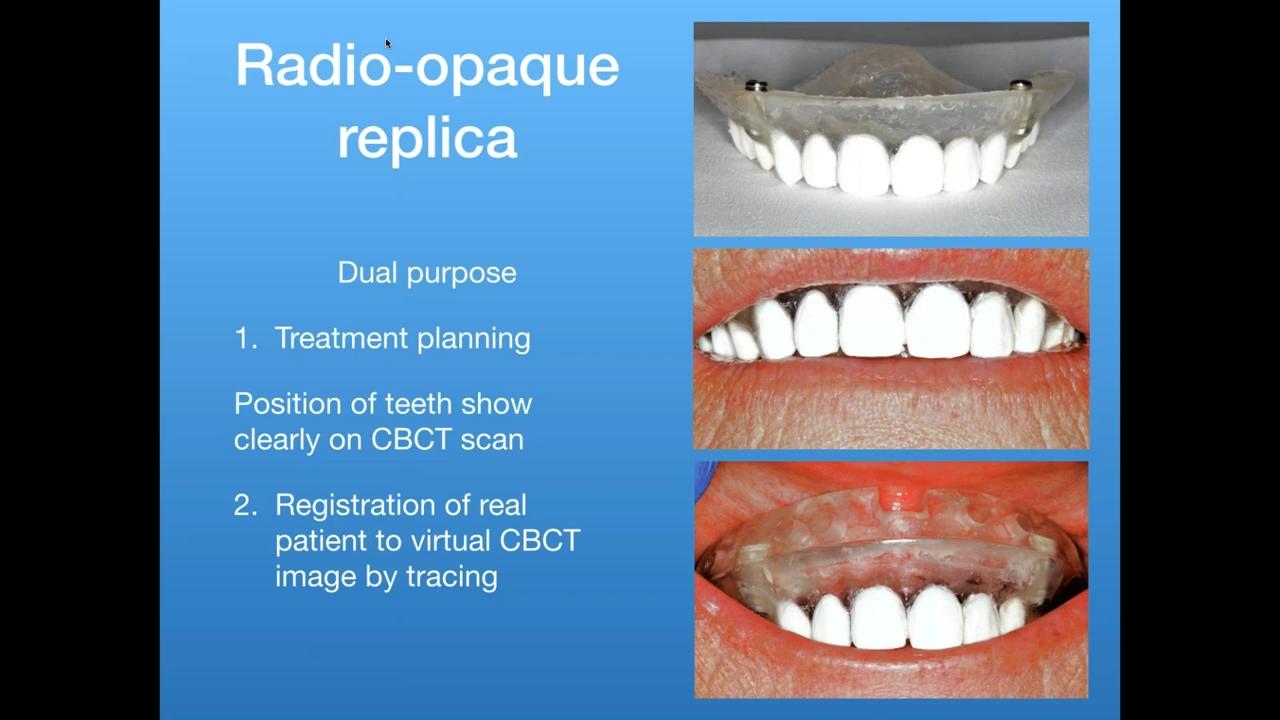 Radio-opaque
replica
Dual purpose
1. Treatment planning
Position of teeth show
clearly on CBCT scan
2. Registration of real
patient to virtual CBCT
image by tracing